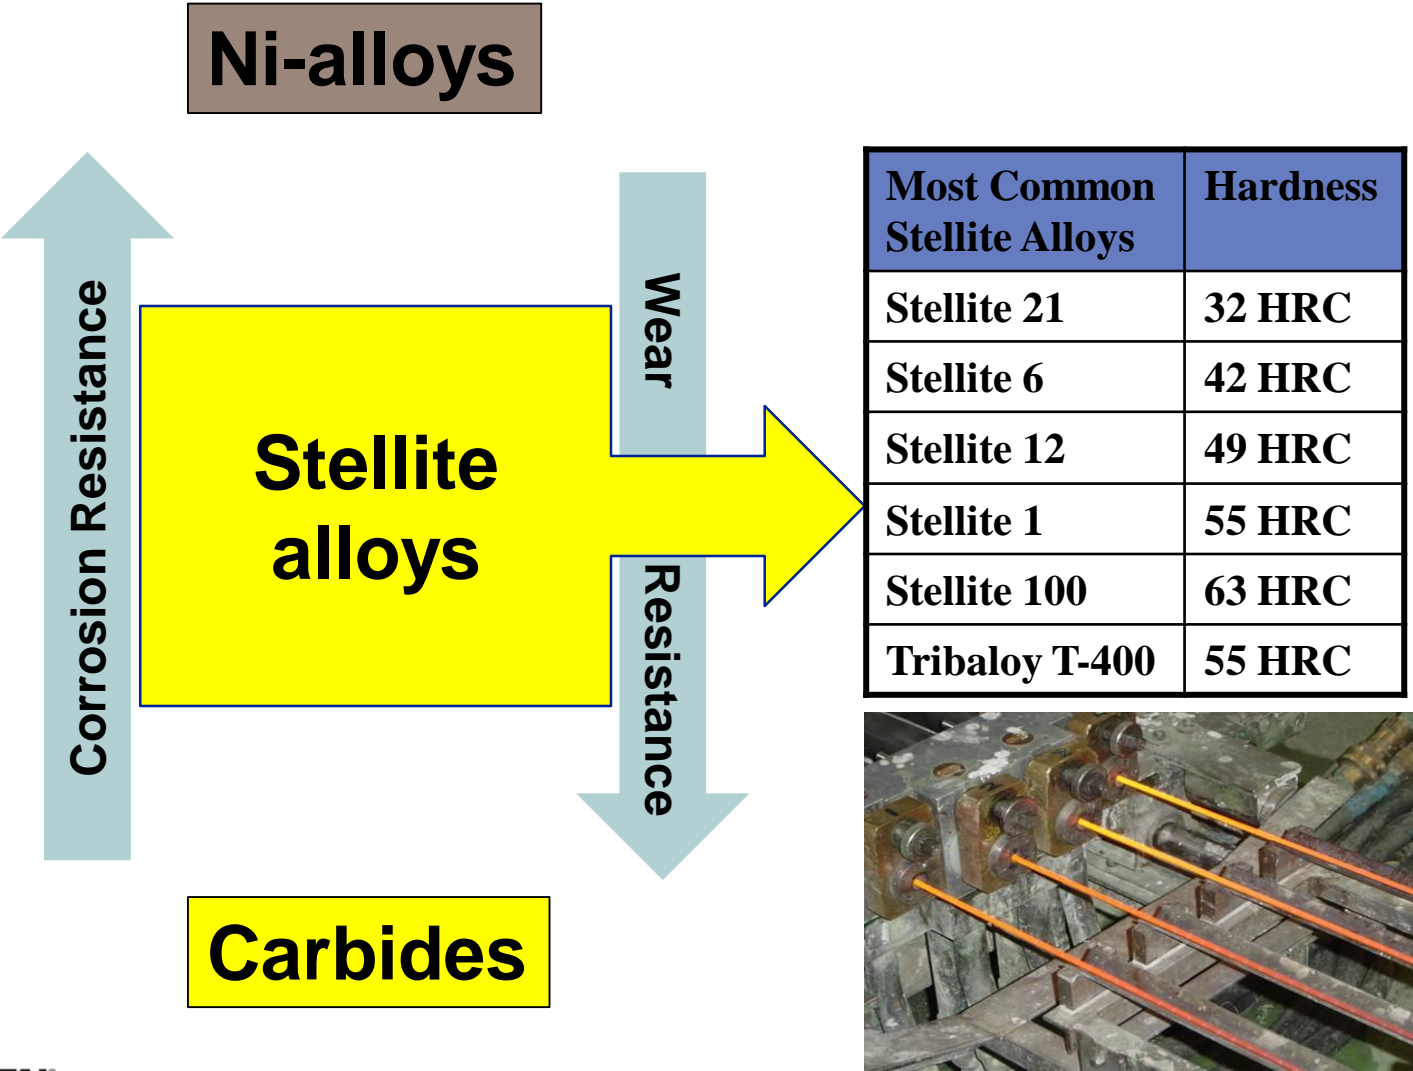 Ni-alloys
Corrosion Resistance
Wear
Resistance
Stellite
alloys
Carbides
Most Common
Stellite Alloys
Hardness
Stellite 21
32 HRC
Stellite 6
42 HRC
Stellite 12
49 HRC
Stellite 1
55 HRC
Stellite 100
63 HRC
Tribaloy T-400
55 HRC